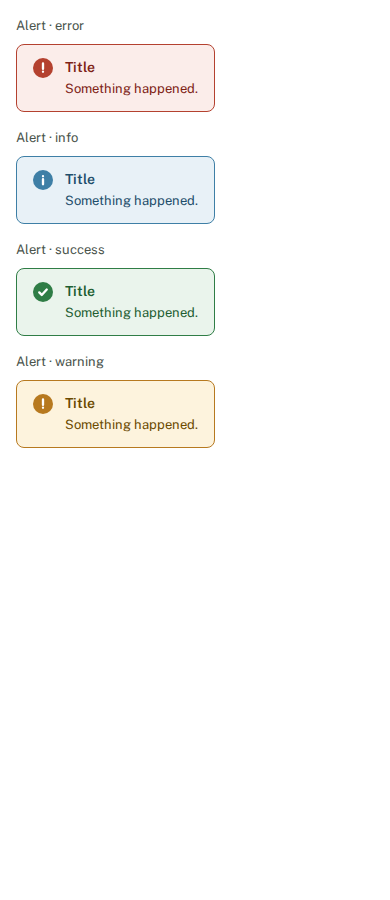 Alert · error
Title
Something happened.
Alert · info
Title
Something happened.
Alert · success
Title
Something happened.
Alert · warning
Title
Something happened.